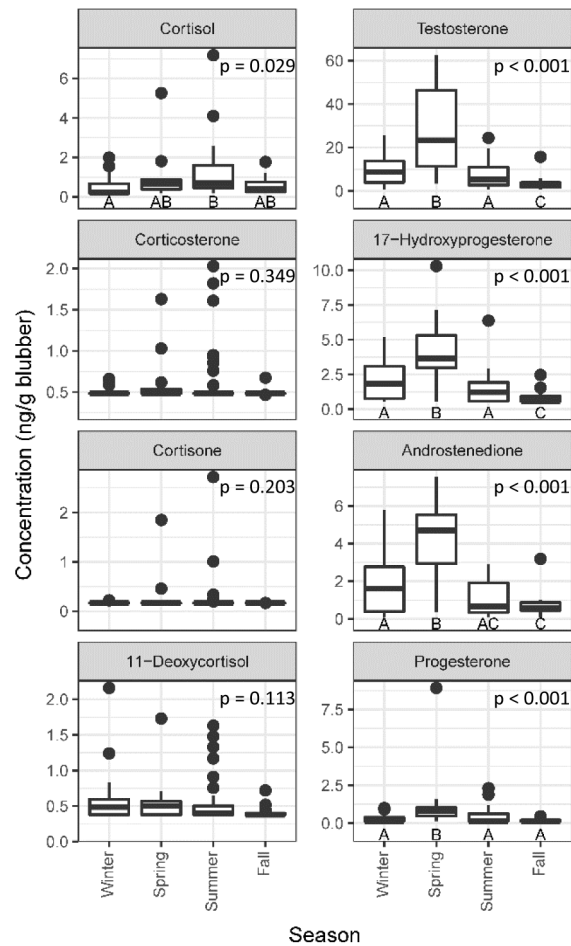 Cortisol
p = 0.029
6
4
2
0
A AB B AB
Testosterone
p < 0.001
60
40
20
0
A B A C
Corticosterone
p = 0.349
2.0
1.5
1.0
0.5
17−Hydroxyprogesterone
p < 0.001
10.0
7.5
5.0
2.5
0.0
A B A C
Cortisone
p = 0.203
2
1
0
Androstenedione
p < 0.001
6
4
2
0
A B AC C
11−Deoxycortisol
p = 0.113
2.0
1.5
1.0
0.5
0.0
Progesterone
p < 0.001
7.5
5.0
2.5
0.0
A B A A
Winter
Spring
Summer
Fall
Winter
Spring
Summer
Fall
Concentration (ng/g blubber)
Season